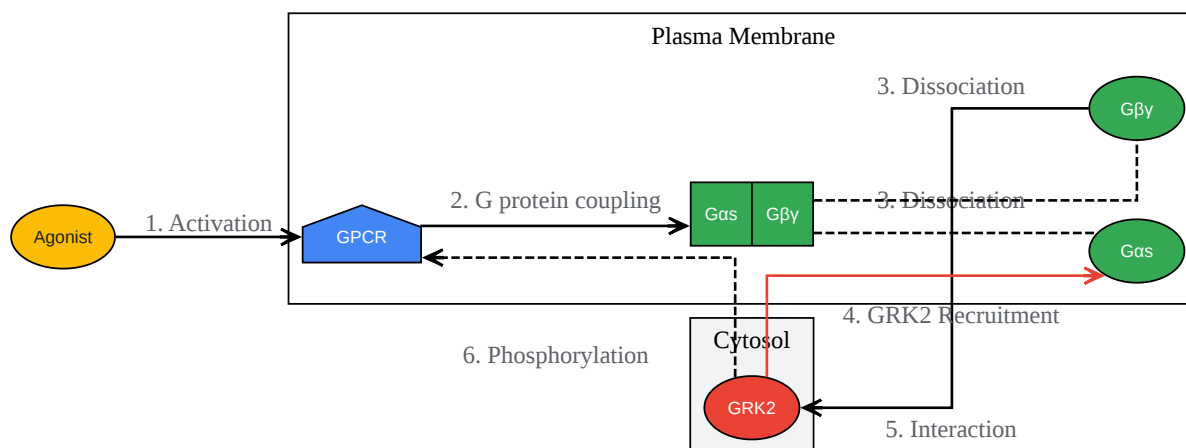 Plasma Membrane
3. Dissociation
Gβγ
1. Activation
2. G protein coupling
3. Dissociation
Agonist
GPCR
Gαs
Gβγ
Gαs
4. GRK2 Recruitment
Cytosol
6. Phosphorylation
GRK2
5. Interaction